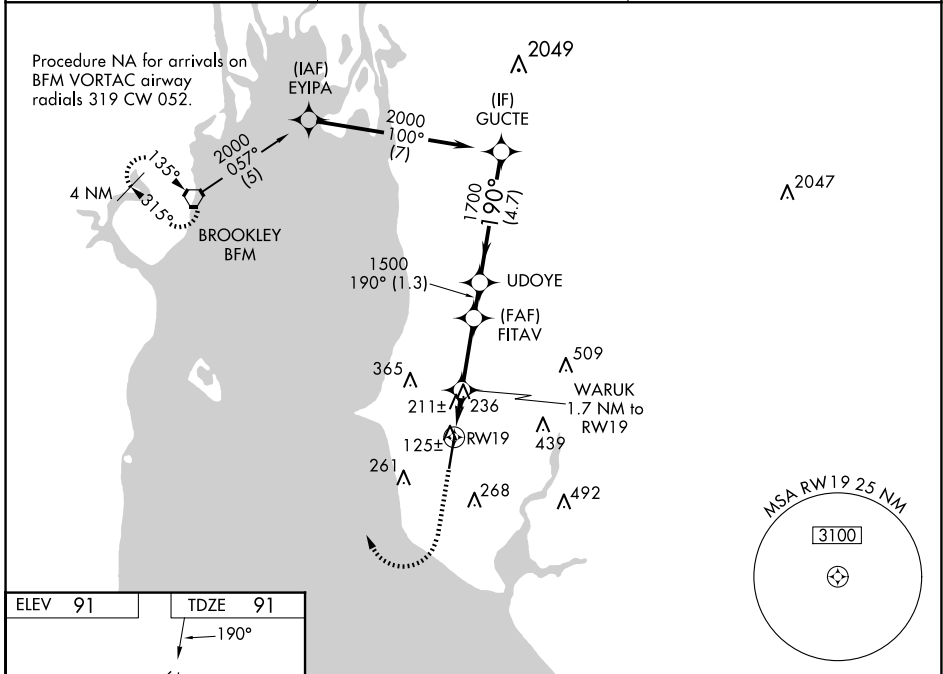 Procedure NA for arrivals on
BFM VORTAC airway
radials 319 CW 052.
(IAF)
EYIPA
2049
(IF)
GUCTE
2000
100°
(7)
2000
057°
(5)
135°
4 NM
315°
BROOKLEY
BFM
2047
1700
190°
(4.7)
1500
190° (1.3)
UDOYE
(FAF)
FITAV
509
365
WARUK
1.7 NM to
RW19
211±
236
125±
RW19
439
261
268
492
MSA RW19 25 NM
3100
ELEV 91
TDZE 91
190°